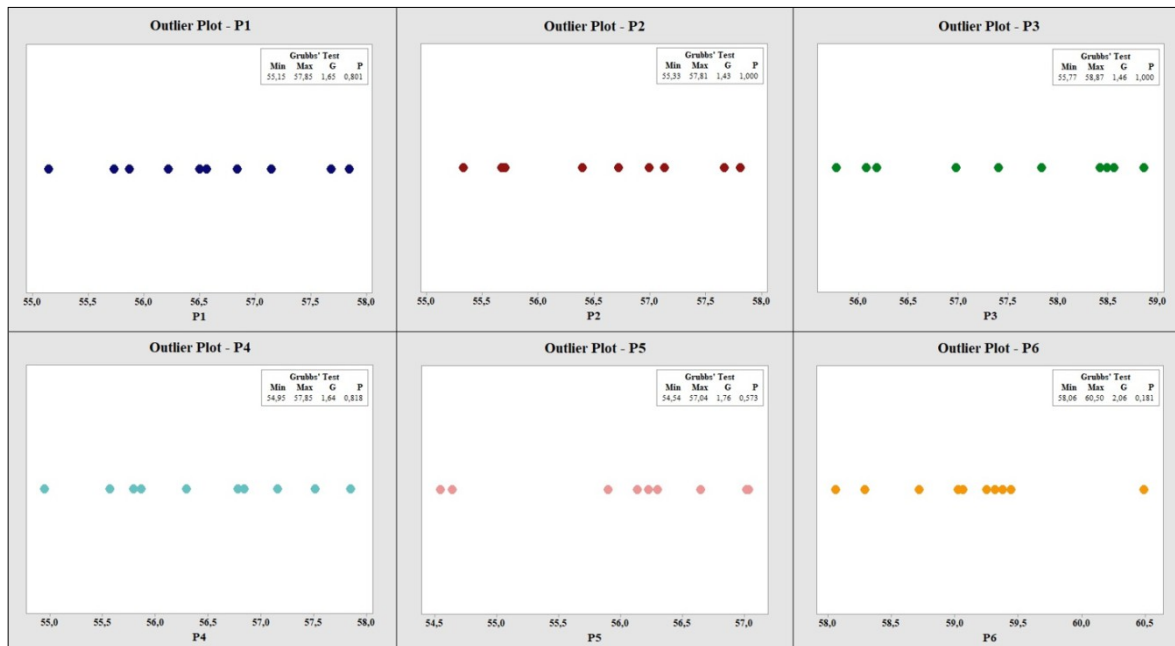 Outlier Plot - P1
Grubbs' Test
Min Max G P
55,15 57,85 1,65 0,801
55,0 55,5 56,0 56,5 57,0 57,5 58,0
P1
Outlier Plot - P2
Grubbs' Test
Min Max G P
55,33 57,81 1,43 1,000
55,0 55,5 56,0 56,5 57,0 57,5 58,0
P2
Outlier Plot - P3
Grubbs' Test
Min Max G P
55,77 58,87 1,46 1,000
56,0 56,5 57,0 57,5 58,0 58,5 59,0
P3
Outlier Plot - P4
Grubbs' Test
Min Max G P
54,95 57,85 1,64 0,818
55,0 55,5 56,0 56,5 57,0 57,5 58,0
P4
Outlier Plot - P5
Grubbs' Test
Min Max G P
54,54 57,04 1,76 0,573
54,5 55,0 55,5 56,0 56,5 57,0
P5
Outlier Plot - P6
Grubbs' Test
Min Max G P
58,06 60,50 2,06 0,181
58,0 58,5 59,0 59,5 60,0 60,5
P6